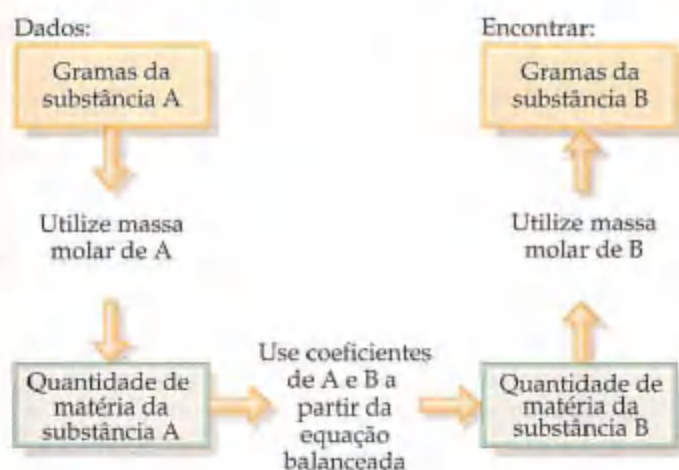 Dados:
Gramas da
substância A
Utilize massa
molar de A
Quantidade de
matéria da
substância A
Use coeficientes
de A e B a
partir da
equação
balanceada
Quantidade de
matéria da
substância B
Utilize massa
molar de B
Encontrar:
Gramas da
substância B